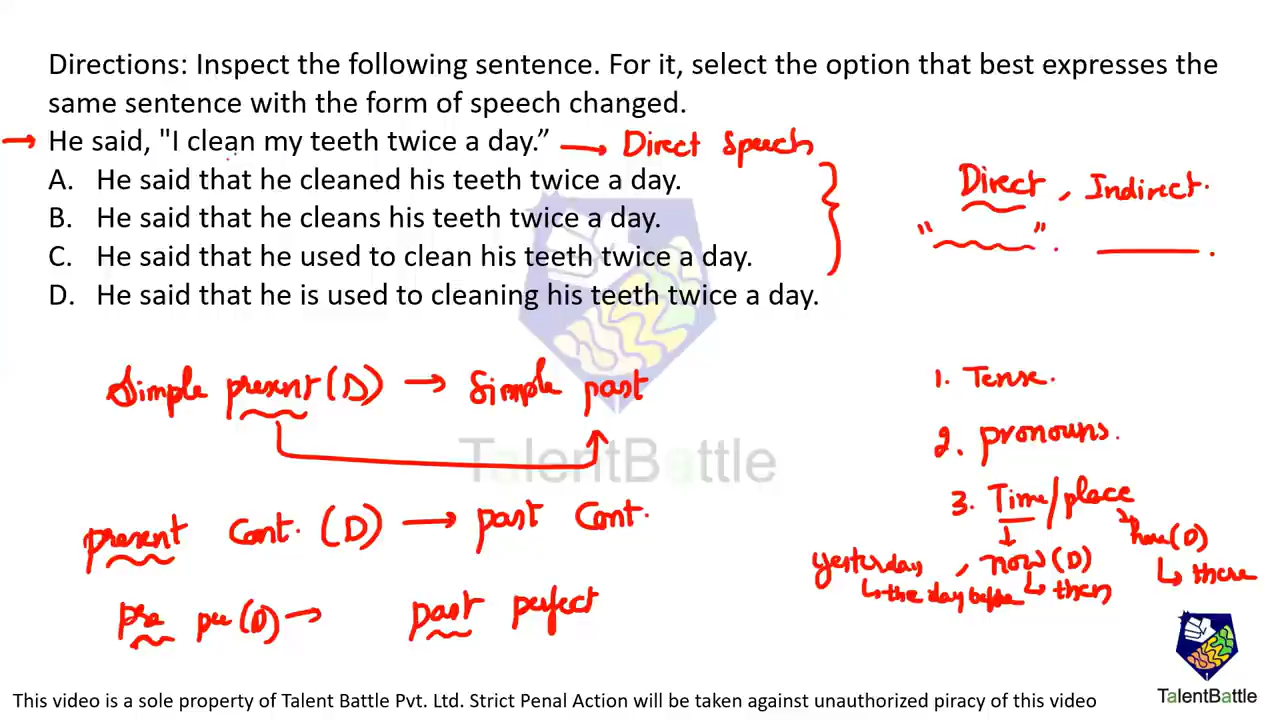 Directions: Inspect the following sentence. For it, select the option that best expresses the
same sentence with the form of speech changed.
→ He said, "I clean my teeth twice a day.” → Direct Speech
A. He said that he cleaned his teeth twice a day.
B. He said that he cleans his teeth twice a day.
C. He said that he used to clean his teeth twice a day.
D. He said that he is used to cleaning his teeth twice a day.
Direct, Indirect.
" ".
Simple present (D) → Simple past
present Cont. (D) → past Cont.
pre per (D) → past perfect
1. Tense.
2. pronouns.
3. Time/place
here (D)
↳ there
yesterday, now (D)
↳ the day before ↳ then
TalentBattle
TalentBattle
This video is a sole property of Talent Battle Pvt. Ltd. Strict Penal Action will be taken against unauthorized piracy of this video